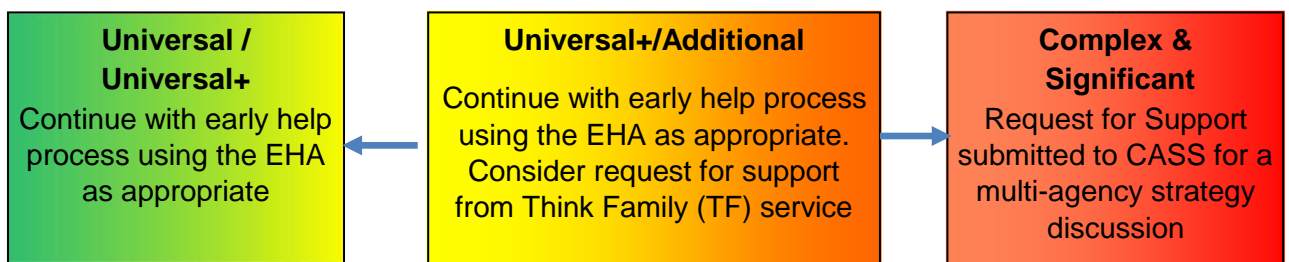 Universal /
Universal+
Continue with early help
process using the EHA
as appropriate
Universal+/Additional
Continue with early help process
using the EHA as appropriate.
Consider request for support
from Think Family (TF) service
Complex &
Significant
Request for Support
submitted to CASS for a
multi-agency strategy
discussion